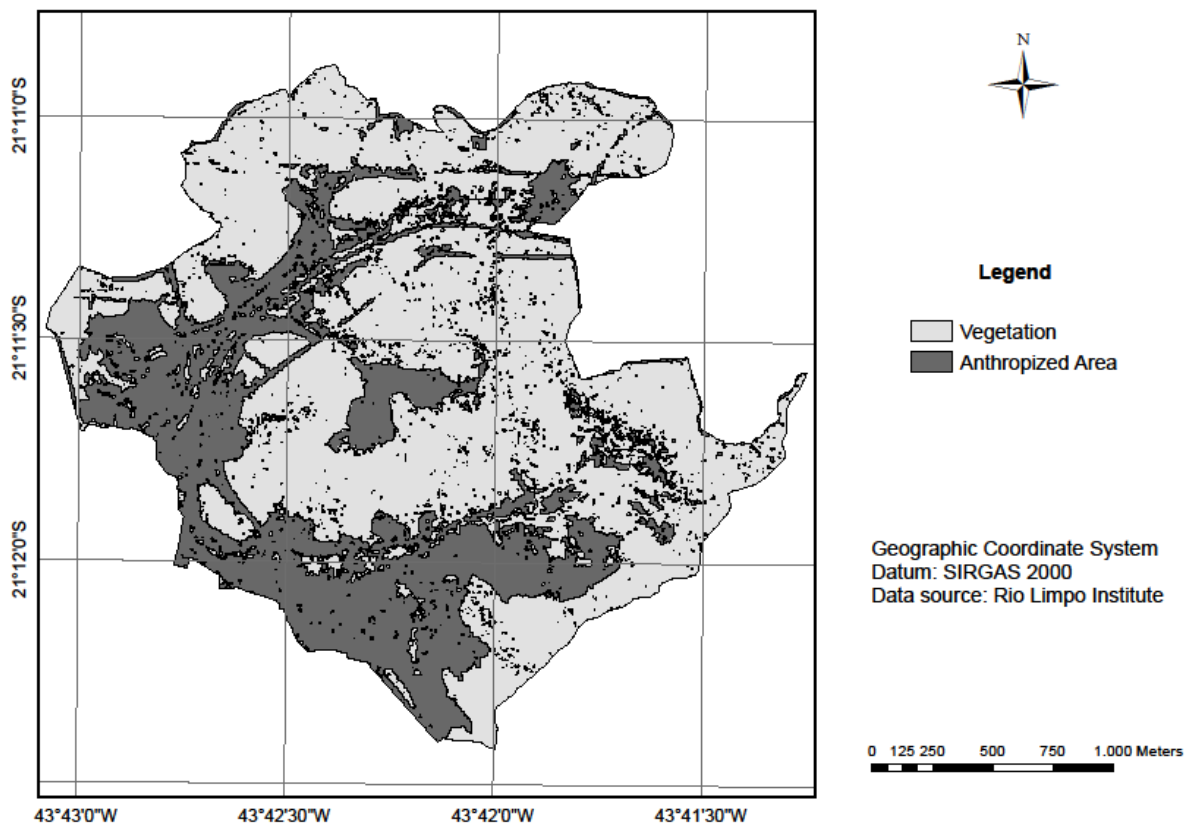 N
21°11'0"S
21°11'30"S
21°12'0"S
43°43'0"W 43°42'30"W 43°42'0"W 43°41'30"W
Legend
Vegetation
Anthropized Area
Geographic Coordinate System
Datum: SIRGAS 2000
Data source: Rio Limpo Institute
0 125 250 500 750 1.000 Meters